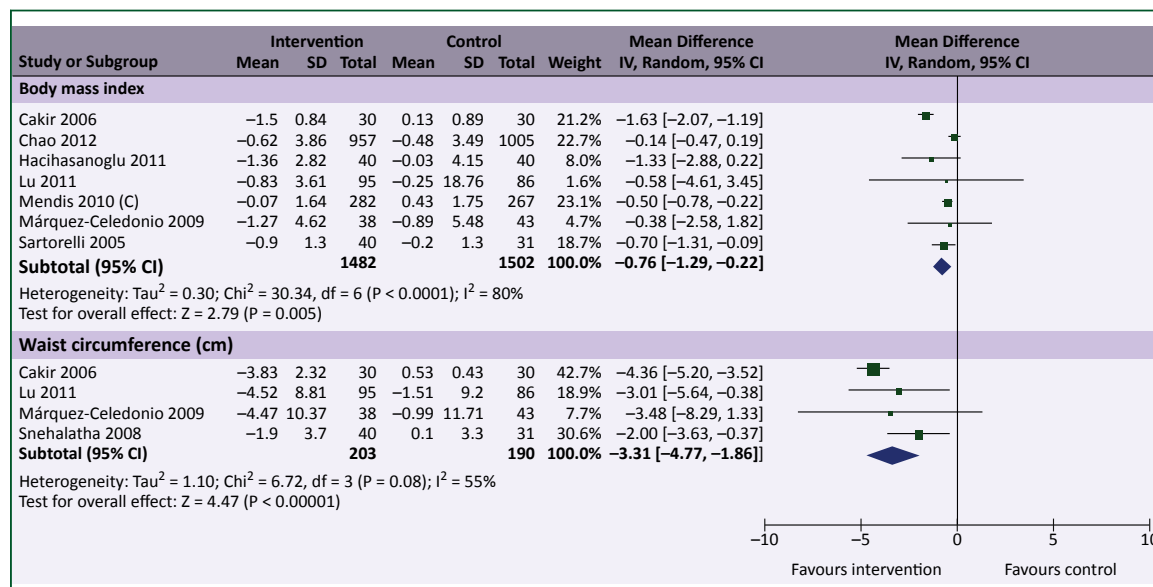 Intervention Control Mean Difference Mean Difference
Study or Subgroup Mean SD Total Mean SD Total Weight IV, Random, 95% CI IV, Random, 95% CI
Body mass index
Cakir 2006 −1.5 0.84 30 0.13 0.89 30 21.2% −1.63 [−2.07, −1.19]
Chao 2012 −0.62 3.86 957 −0.48 3.49 1005 22.7% −0.14 [−0.47, 0.19]
Hacihasanoglu 2011 −1.36 2.82 40 −0.03 4.15 40 8.0% −1.33 [−2.88, 0.22]
Lu 2011 −0.83 3.61 95 −0.25 18.76 86 1.6% −0.58 [−4.61, 3.45]
Mendis 2010 (C) −0.07 1.64 282 0.43 1.75 267 23.1% −0.50 [−0.78, −0.22]
Márquez-Celedonio 2009 −1.27 4.62 38 −0.89 5.48 43 4.7% −0.38 [−2.58, 1.82]
Sartorelli 2005 −0.9 1.3 40 −0.2 1.3 31 18.7% −0.70 [−1.31, −0.09]
Subtotal (95% CI) 1482 1502 100.0% −0.76 [−1.29, −0.22]
Heterogeneity: Tau² = 0.30; Chi² = 30.34, df = 6 (P < 0.0001); I² = 80%
Test for overall effect: Z = 2.79 (P = 0.005)
Waist circumference (cm)
Cakir 2006 −3.83 2.32 30 0.53 0.43 30 42.7% −4.36 [−5.20, −3.52]
Lu 2011 −4.52 8.81 95 −1.51 9.2 86 18.9% −3.01 [−5.64, −0.38]
Márquez-Celedonio 2009 −4.47 10.37 38 −0.99 11.71 43 7.7% −3.48 [−8.29, 1.33]
Snehalatha 2008 −1.9 3.7 40 0.1 3.3 31 30.6% −2.00 [−3.63, −0.37]
Subtotal (95% CI) 203 190 100.0% −3.31 [−4.77, −1.86]]
Heterogeneity: Tau² = 1.10; Chi² = 6.72, df = 3 (P = 0.08); I² = 55%
Test for overall effect: Z = 4.47 (P < 0.00001)
−10 −5 0 5 10
Favours intervention Favours control